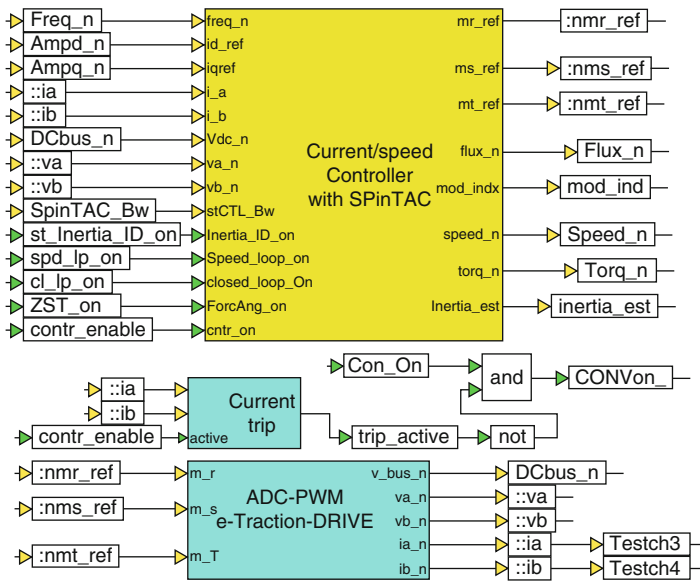 Freq_n freq_n mr_ref :nmr_ref
Ampd_n id_ref
Ampq_n iqref ms_ref :nms_ref
::ia i_a
::ib i_b mt_ref :nmt_ref
DCbus_n Vdc_n
::va va_n flux_n Flux_n
::vb vb_n mod_indx mod_ind
Current/speed
Controller
with SPinTAC
SpinTAC_Bw stCTL_Bw
st_Inertia_ID_on Inertia_ID_on speed_n Speed_n
spd_lp_on Speed_loop_On
cl_lp_on closed_loop_On torq_n Torq_n
ZST_on ForcAng_on Inertia_est inertia_est
contr_enable cntr_on
Con_On and CONVon_
::ia
::ib
contr_enable active
Current
trip
trip_active not
:nmr_ref m_r v_bus_n DCbus_n
:nms_ref m_s va_n ::va
ADC-PWM
e-Traction-DRIVE
vb_n ::vb
:nmt_ref m_T ia_n ::ia Testch3
ib_n ::ib Testch4